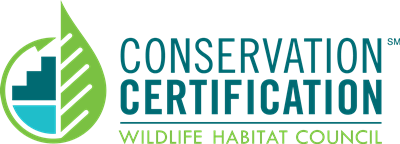 CONSERVATION℠
CERTIFICATION
WILDLIFE HABITAT COUNCIL